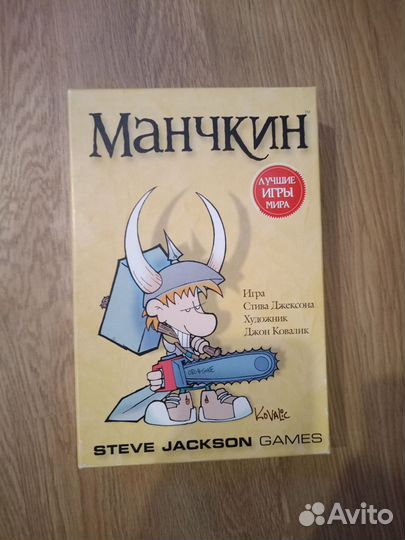 Манчкин
ЛУЧШИЕ
ИГРЫ
МИРА
Игра
Стива Джексона
Художник
Джон Ковалик
KOVALIC
STEVE JACKSON GAMES
Avito